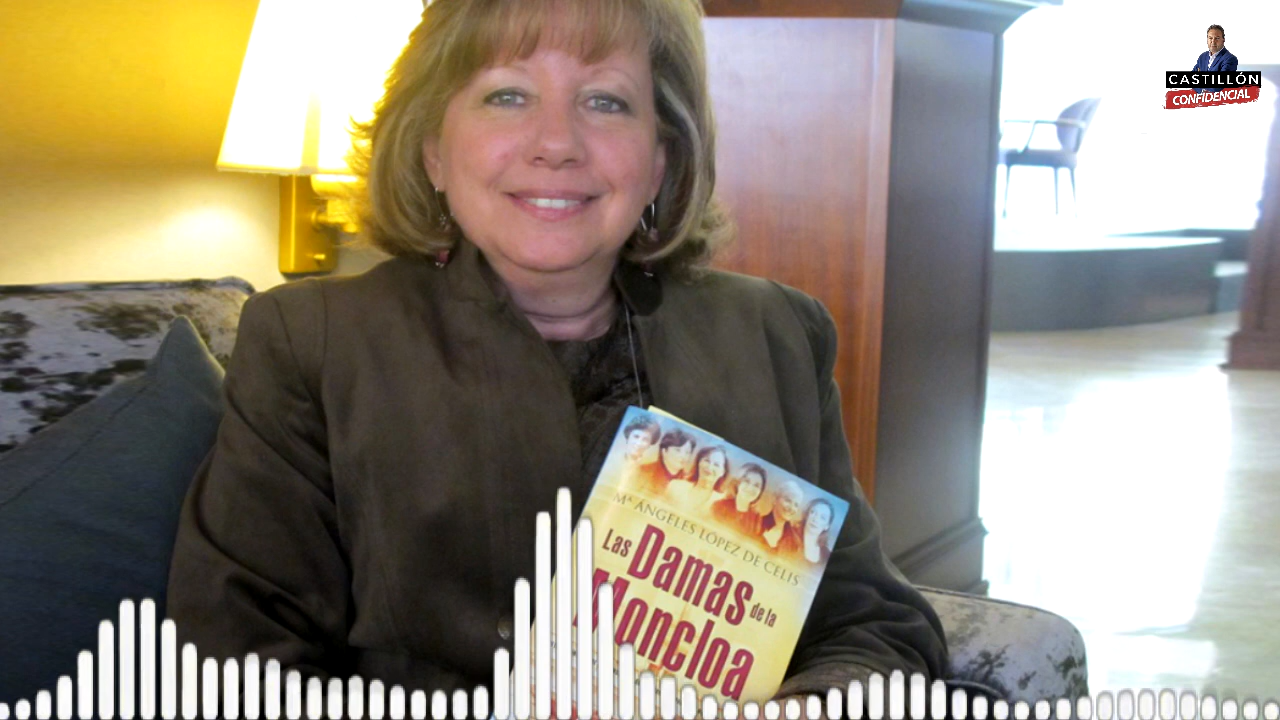 CASTILLÓN
CONFIDENCIAL
Mª ÁNGELES LÓPEZ DE CELIS
Las Damas de la
Moncloa